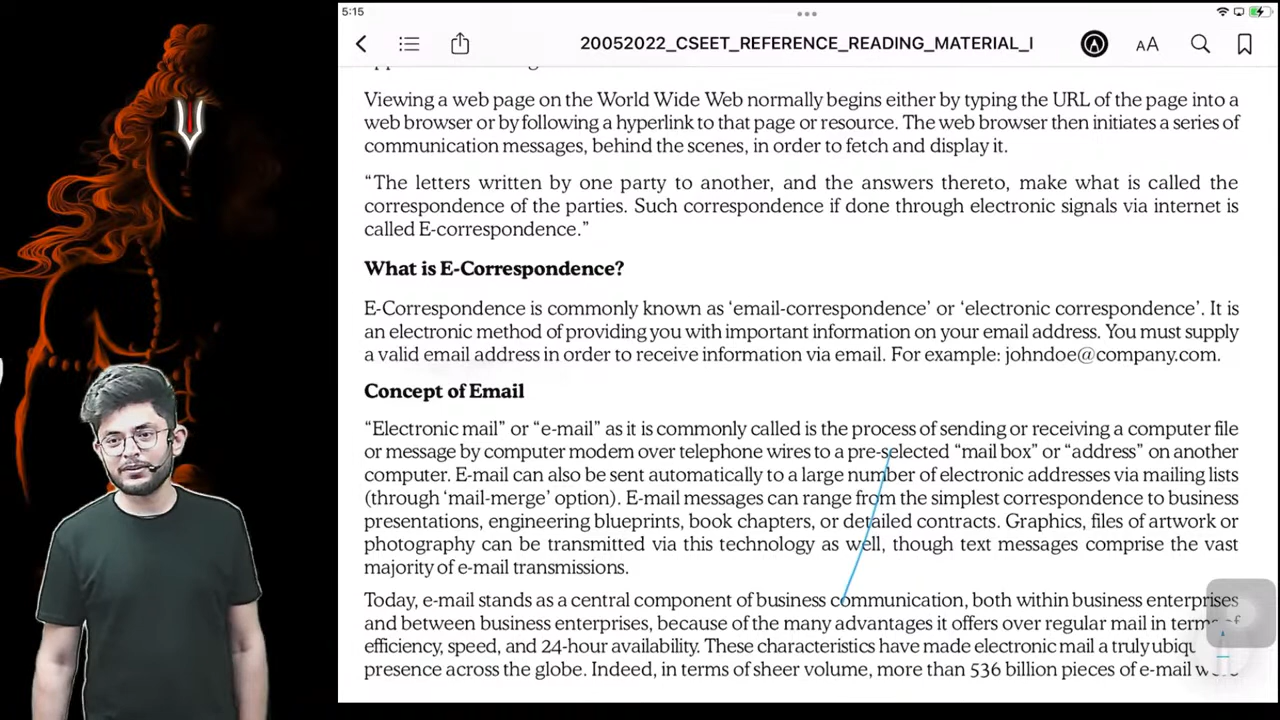 5:15
20052022_CSEET_REFERENCE_READING_MATERIAL_I
AA
Viewing a web page on the World Wide Web normally begins either by typing the URL of the page into a
web browser or by following a hyperlink to that page or resource. The web browser then initiates a series of
communication messages, behind the scenes, in order to fetch and display it.
“The letters written by one party to another, and the answers thereto, make what is called the
correspondence of the parties. Such correspondence if done through electronic signals via internet is
called E-correspondence.”
What is E-Correspondence?
E-Correspondence is commonly known as ‘email-correspondence’ or ‘electronic correspondence’. It is
an electronic method of providing you with important information on your email address. You must supply
a valid email address in order to receive information via email. For example: johndoe@company.com.
Concept of Email
“Electronic mail” or “e-mail” as it is commonly called is the process of sending or receiving a computer file
or message by computer modem over telephone wires to a pre-selected “mail box” or “address” on another
computer. E-mail can also be sent automatically to a large number of electronic addresses via mailing lists
(through ‘mail-merge’ option). E-mail messages can range from the simplest correspondence to business
presentations, engineering blueprints, book chapters, or detailed contracts. Graphics, files of artwork or
photography can be transmitted via this technology as well, though text messages comprise the vast
majority of e-mail transmissions.
Today, e-mail stands as a central component of business communication, both within business enterprises
and between business enterprises, because of the many advantages it offers over regular mail in terms of
efficiency, speed, and 24-hour availability. These characteristics have made electronic mail a truly
presence across the globe. Indeed, in terms of sheer volume, more than 536 billion pieces of e-mail